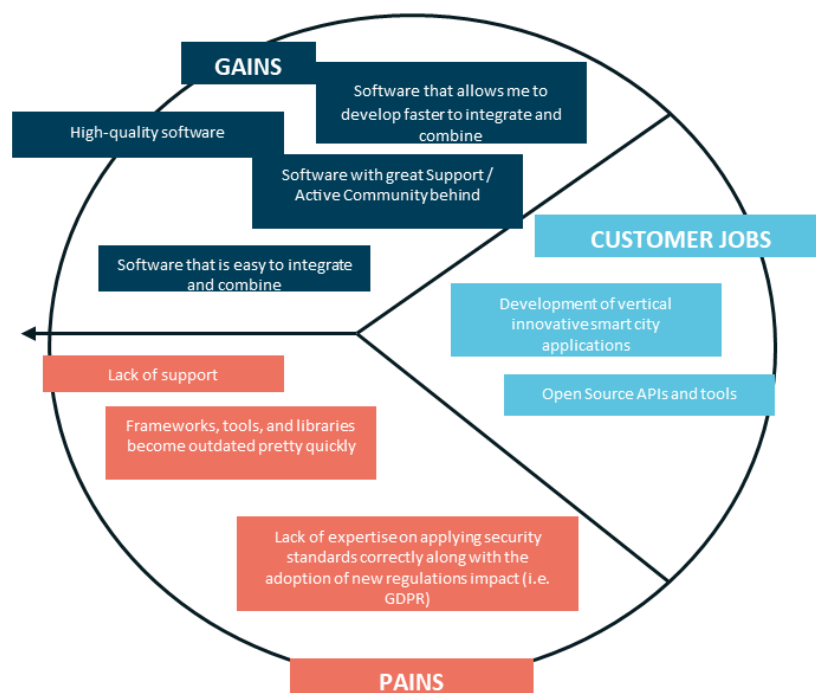 GAINS
Software that allows me to
develop faster to integrate and
combine
High-quality software
Software with great Support /
Active Community behind
Software that is easy to integrate
and combine
CUSTOMER JOBS
Development of vertical
innovative smart city
applications
Open Source APIs and tools
Lack of support
Frameworks, tools, and libraries
become outdated pretty quickly
Lack of expertise on applying security
standards correctly along with the
adoption of new regulations impact (i.e.
GDPR)
PAINS